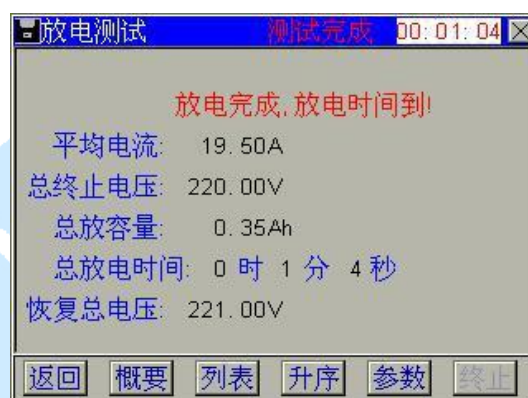 放电测试 测试完成 00:01:04
放电完成,放电时间到!
平均电流: 19.50A
总终止电压: 220.00V
总放容量: 0.35Ah
总放电时间: 0 时 1 分 4 秒
恢复总电压: 221.00V
返回 概要 列表 升序 参数 终止